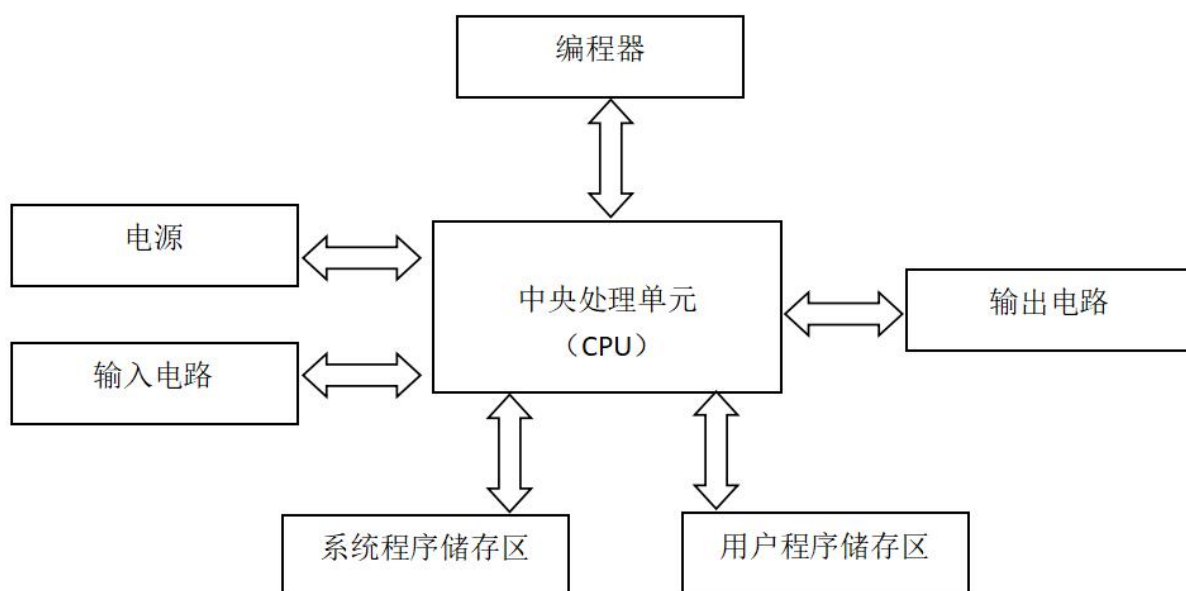 编程器
电源
中央处理单元
（CPU）
输出电路
输入电路
系统程序储存区
用户程序储存区